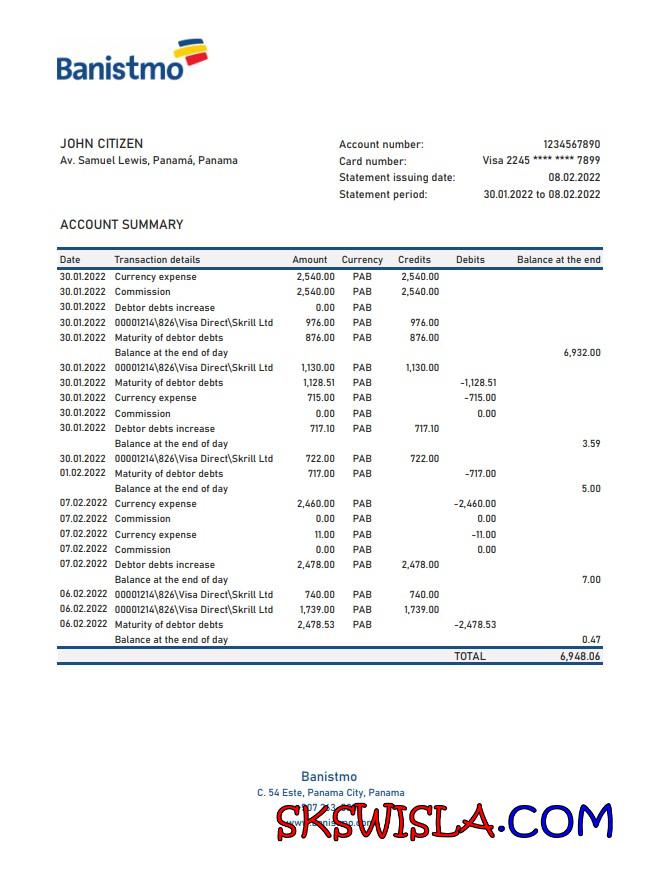 Banistmo
JOHN CITIZEN
Av. Samuel Lewis, Panamá, Panama
Account number: 1234567890
Card number: Visa 2245 **** **** 7899
Statement issuing date: 08.02.2022
Statement period: 30.01.2022 to 08.02.2022
ACCOUNT SUMMARY
Date Transaction details Amount Currency Credits Debits Balance at the end
30.01.2022 Currency expense 2,540.00 PAB 2,540.00
30.01.2022 Commission 2,540.00 PAB 2,540.00
30.01.2022 Debtor debts increase 0.00 PAB
30.01.2022 00001214\826\Visa Direct\Skrill Ltd 976.00 PAB 976.00
30.01.2022 Maturity of debtor debts 876.00 PAB 876.00
Balance at the end of day 6,932.00
30.01.2022 00001214\826\Visa Direct\Skrill Ltd 1,130.00 PAB 1,130.00
30.01.2022 Maturity of debtor debts 1,128.51 PAB -1,128.51
30.01.2022 Currency expense 715.00 PAB -715.00
30.01.2022 Commission 0.00 PAB 0.00
30.01.2022 Debtor debts increase 717.10 PAB 717.10
Balance at the end of day 3.59
30.01.2022 00001214\826\Visa Direct\Skrill Ltd 722.00 PAB 722.00
01.02.2022 Maturity of debtor debts 717.00 PAB -717.00
Balance at the end of day 5.00
07.02.2022 Currency expense 2,460.00 PAB -2,460.00
07.02.2022 Commission 0.00 PAB 0.00
07.02.2022 Currency expense 11.00 PAB -11.00
07.02.2022 Commission 0.00 PAB 0.00
07.02.2022 Debtor debts increase 2,478.00 PAB 2,478.00
Balance at the end of day 7.00
06.02.2022 00001214\826\Visa Direct\Skrill Ltd 740.00 PAB 740.00
06.02.2022 00001214\826\Visa Direct\Skrill Ltd 1,739.00 PAB 1,739.00
06.02.2022 Maturity of debtor debts 2,478.53 PAB -2,478.53
Balance at the end of day 0.47
TOTAL 6,948.06
Banistmo
C. 54 Este, Panama City, Panama
SKSWISLA.COM